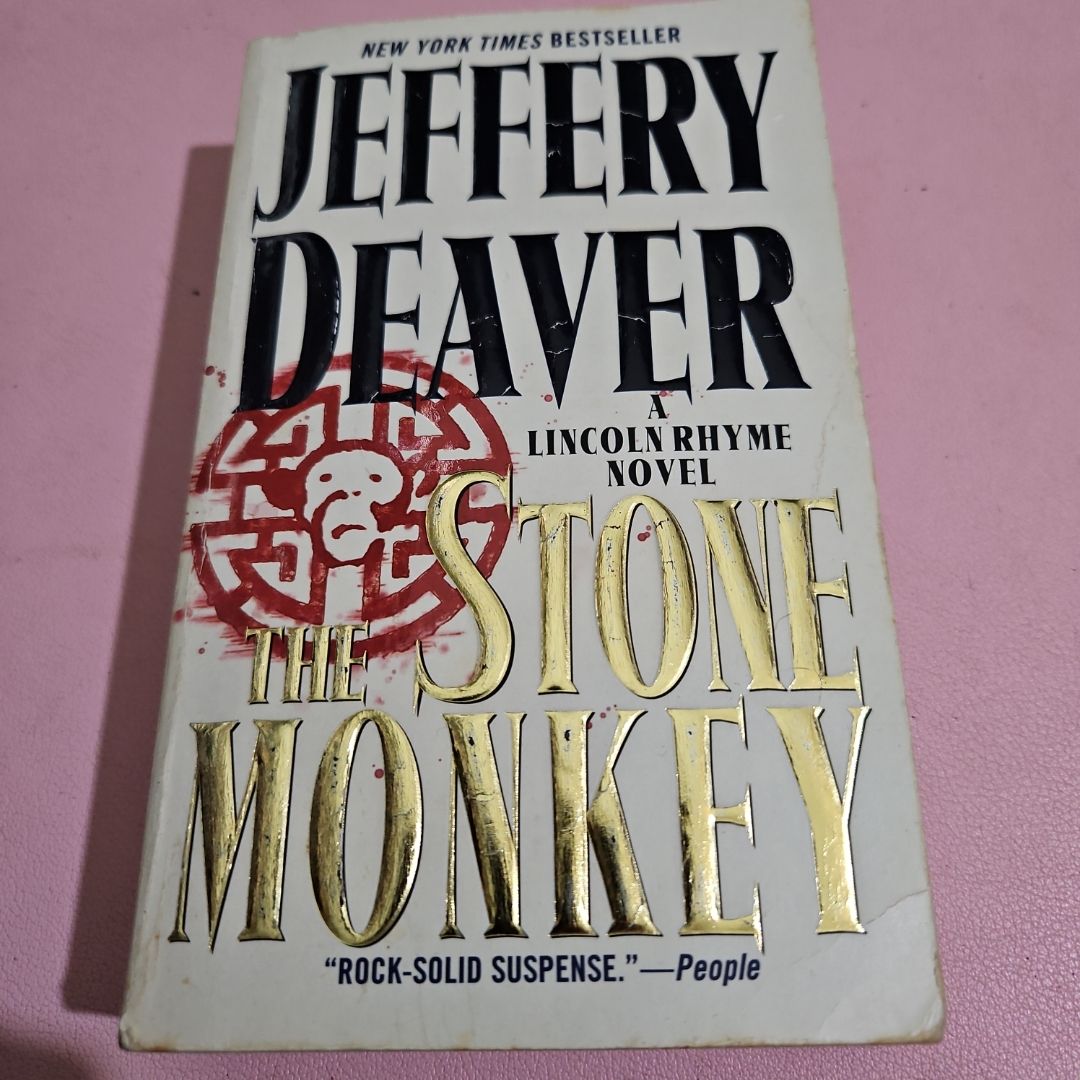 NEW YORK TIMES BESTSELLER
JEFFERY
DEAVER
A
LINCOLN RHYME
NOVEL
THE STONE
MONKEY
“ROCK-SOLID SUSPENSE.”—People